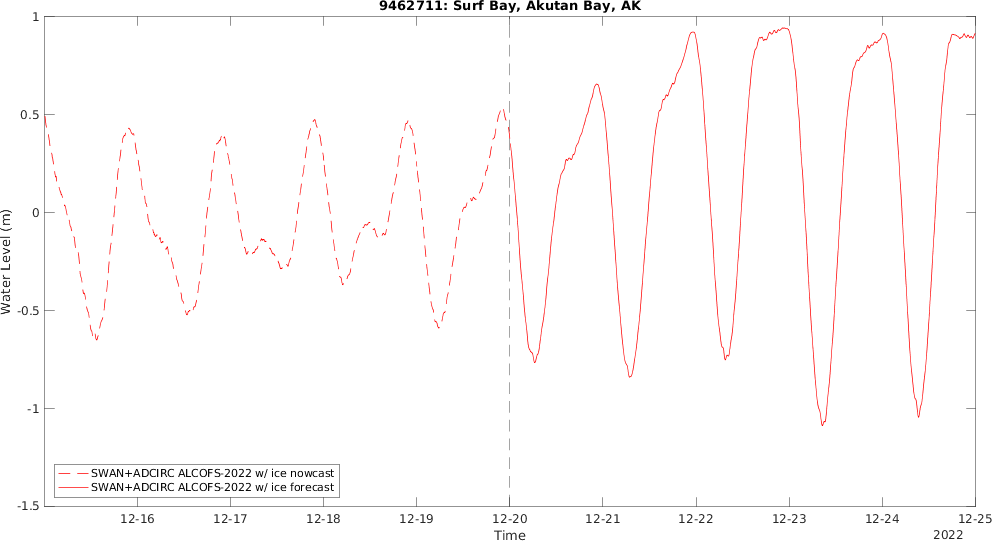 9462711: Surf Bay, Akutan Bay, AK
1
0.5
0
-0.5
-1
-1.5
Water Level (m)
SWAN+ADCIRC ALCOFS-2022 w/ ice nowcast
SWAN+ADCIRC ALCOFS-2022 w/ ice forecast
12-16 12-17 12-18 12-19 12-20 12-21 12-22 12-23 12-24 12-25
Time
2022